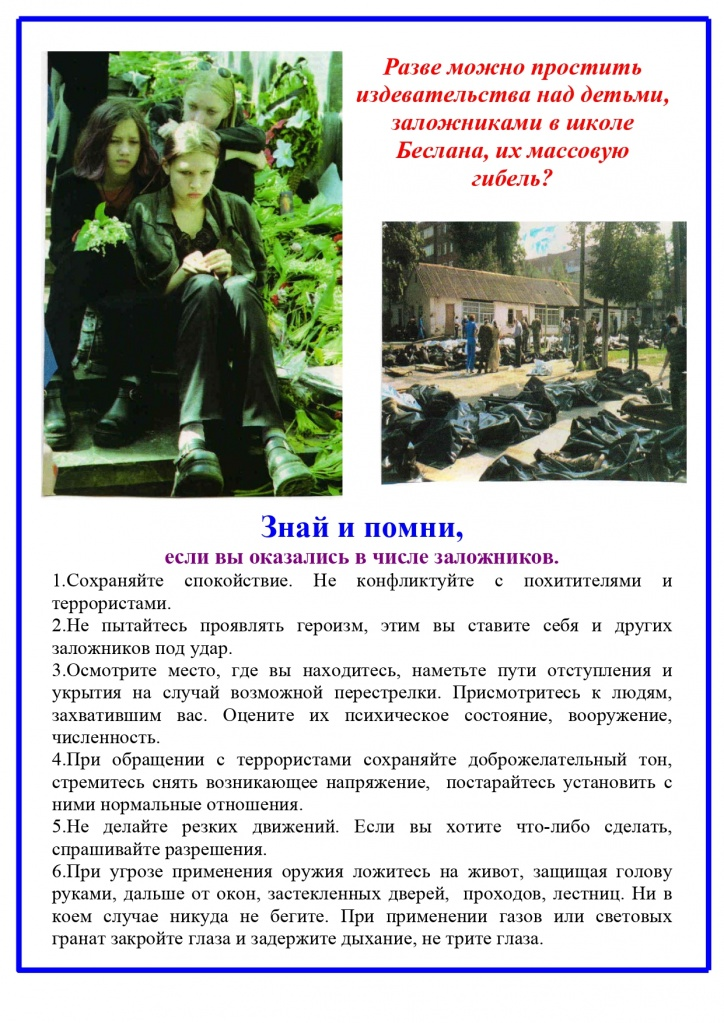 Разве можно простить
издевательства над детьми,
заложниками в школе
Беслана, их массовую
гибель?
Знай и помни,
если вы оказались в числе заложников.
1.Сохраняйте спокойствие. Не конфликтуйте с похитителями и
террористами.
2.Не пытайтесь проявлять героизм, этим вы ставите себя и других
заложников под удар.
3.Осмотрите место, где вы находитесь, наметьте пути отступления и
укрытия на случай возможной перестрелки. Присмотритесь к людям,
захватившим вас. Оцените их психическое состояние, вооружение,
численность.
4.При обращении с террористами сохраняйте доброжелательный тон,
стремитесь снять возникающее напряжение, постарайтесь установить с
ними нормальные отношения.
5.Не делайте резких движений. Если вы хотите что-либо сделать,
спрашивайте разрешения.
6.При угрозе применения оружия ложитесь на живот, защищая голову
руками, дальше от окон, застекленных дверей, проходов, лестниц. Ни в
коем случае никуда не бегите. При применении газов или световых
гранат закройте глаза и задержите дыхание, не трите глаза.